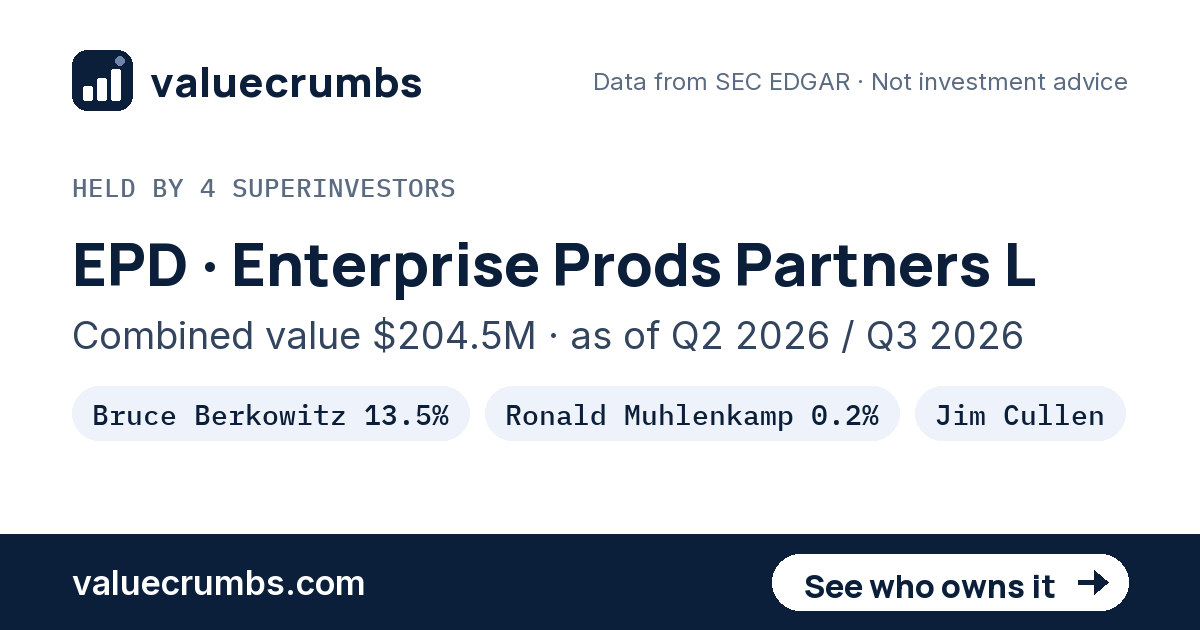 valuecrumbs
Data from SEC EDGAR · Not investment advice
HELD BY 4 SUPERINVESTORS
EPD · Enterprise Prods Partners L
Combined value $204.5M · as of Q2 2026 / Q3 2026
Bruce Berkowitz 13.5%
Ronald Muhlenkamp 0.2%
Jim Cullen
valuecrumbs.com
See who owns it →